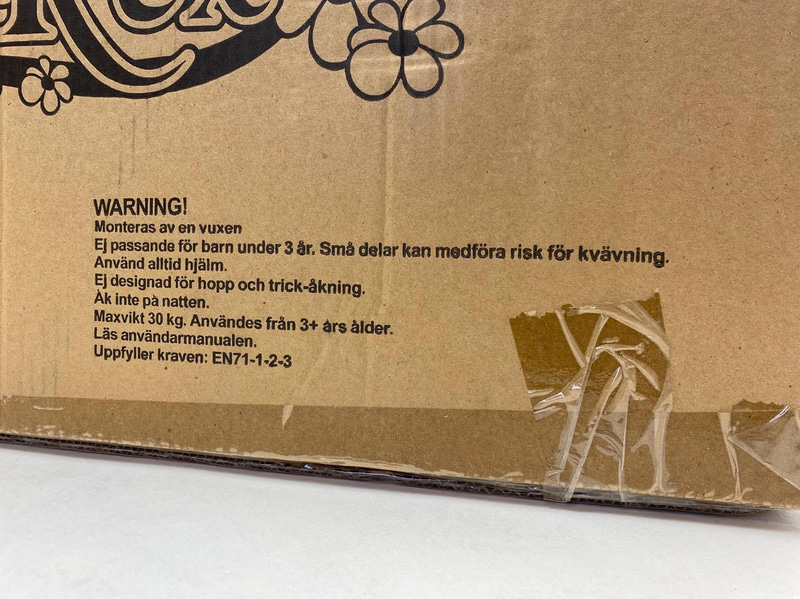 WARNING!
Monteras av en vuxen
Ej passande för barn under 3 år. Små delar kan medföra risk för kvävning.
Använd alltid hjälm.
Ej designad för hopp och trick-åkning.
Åk inte på natten.
Maxvikt 30 kg. Användes från 3+ års ålder.
Läs användarmanualen.
Uppfyller kraven: EN71-1-2-3